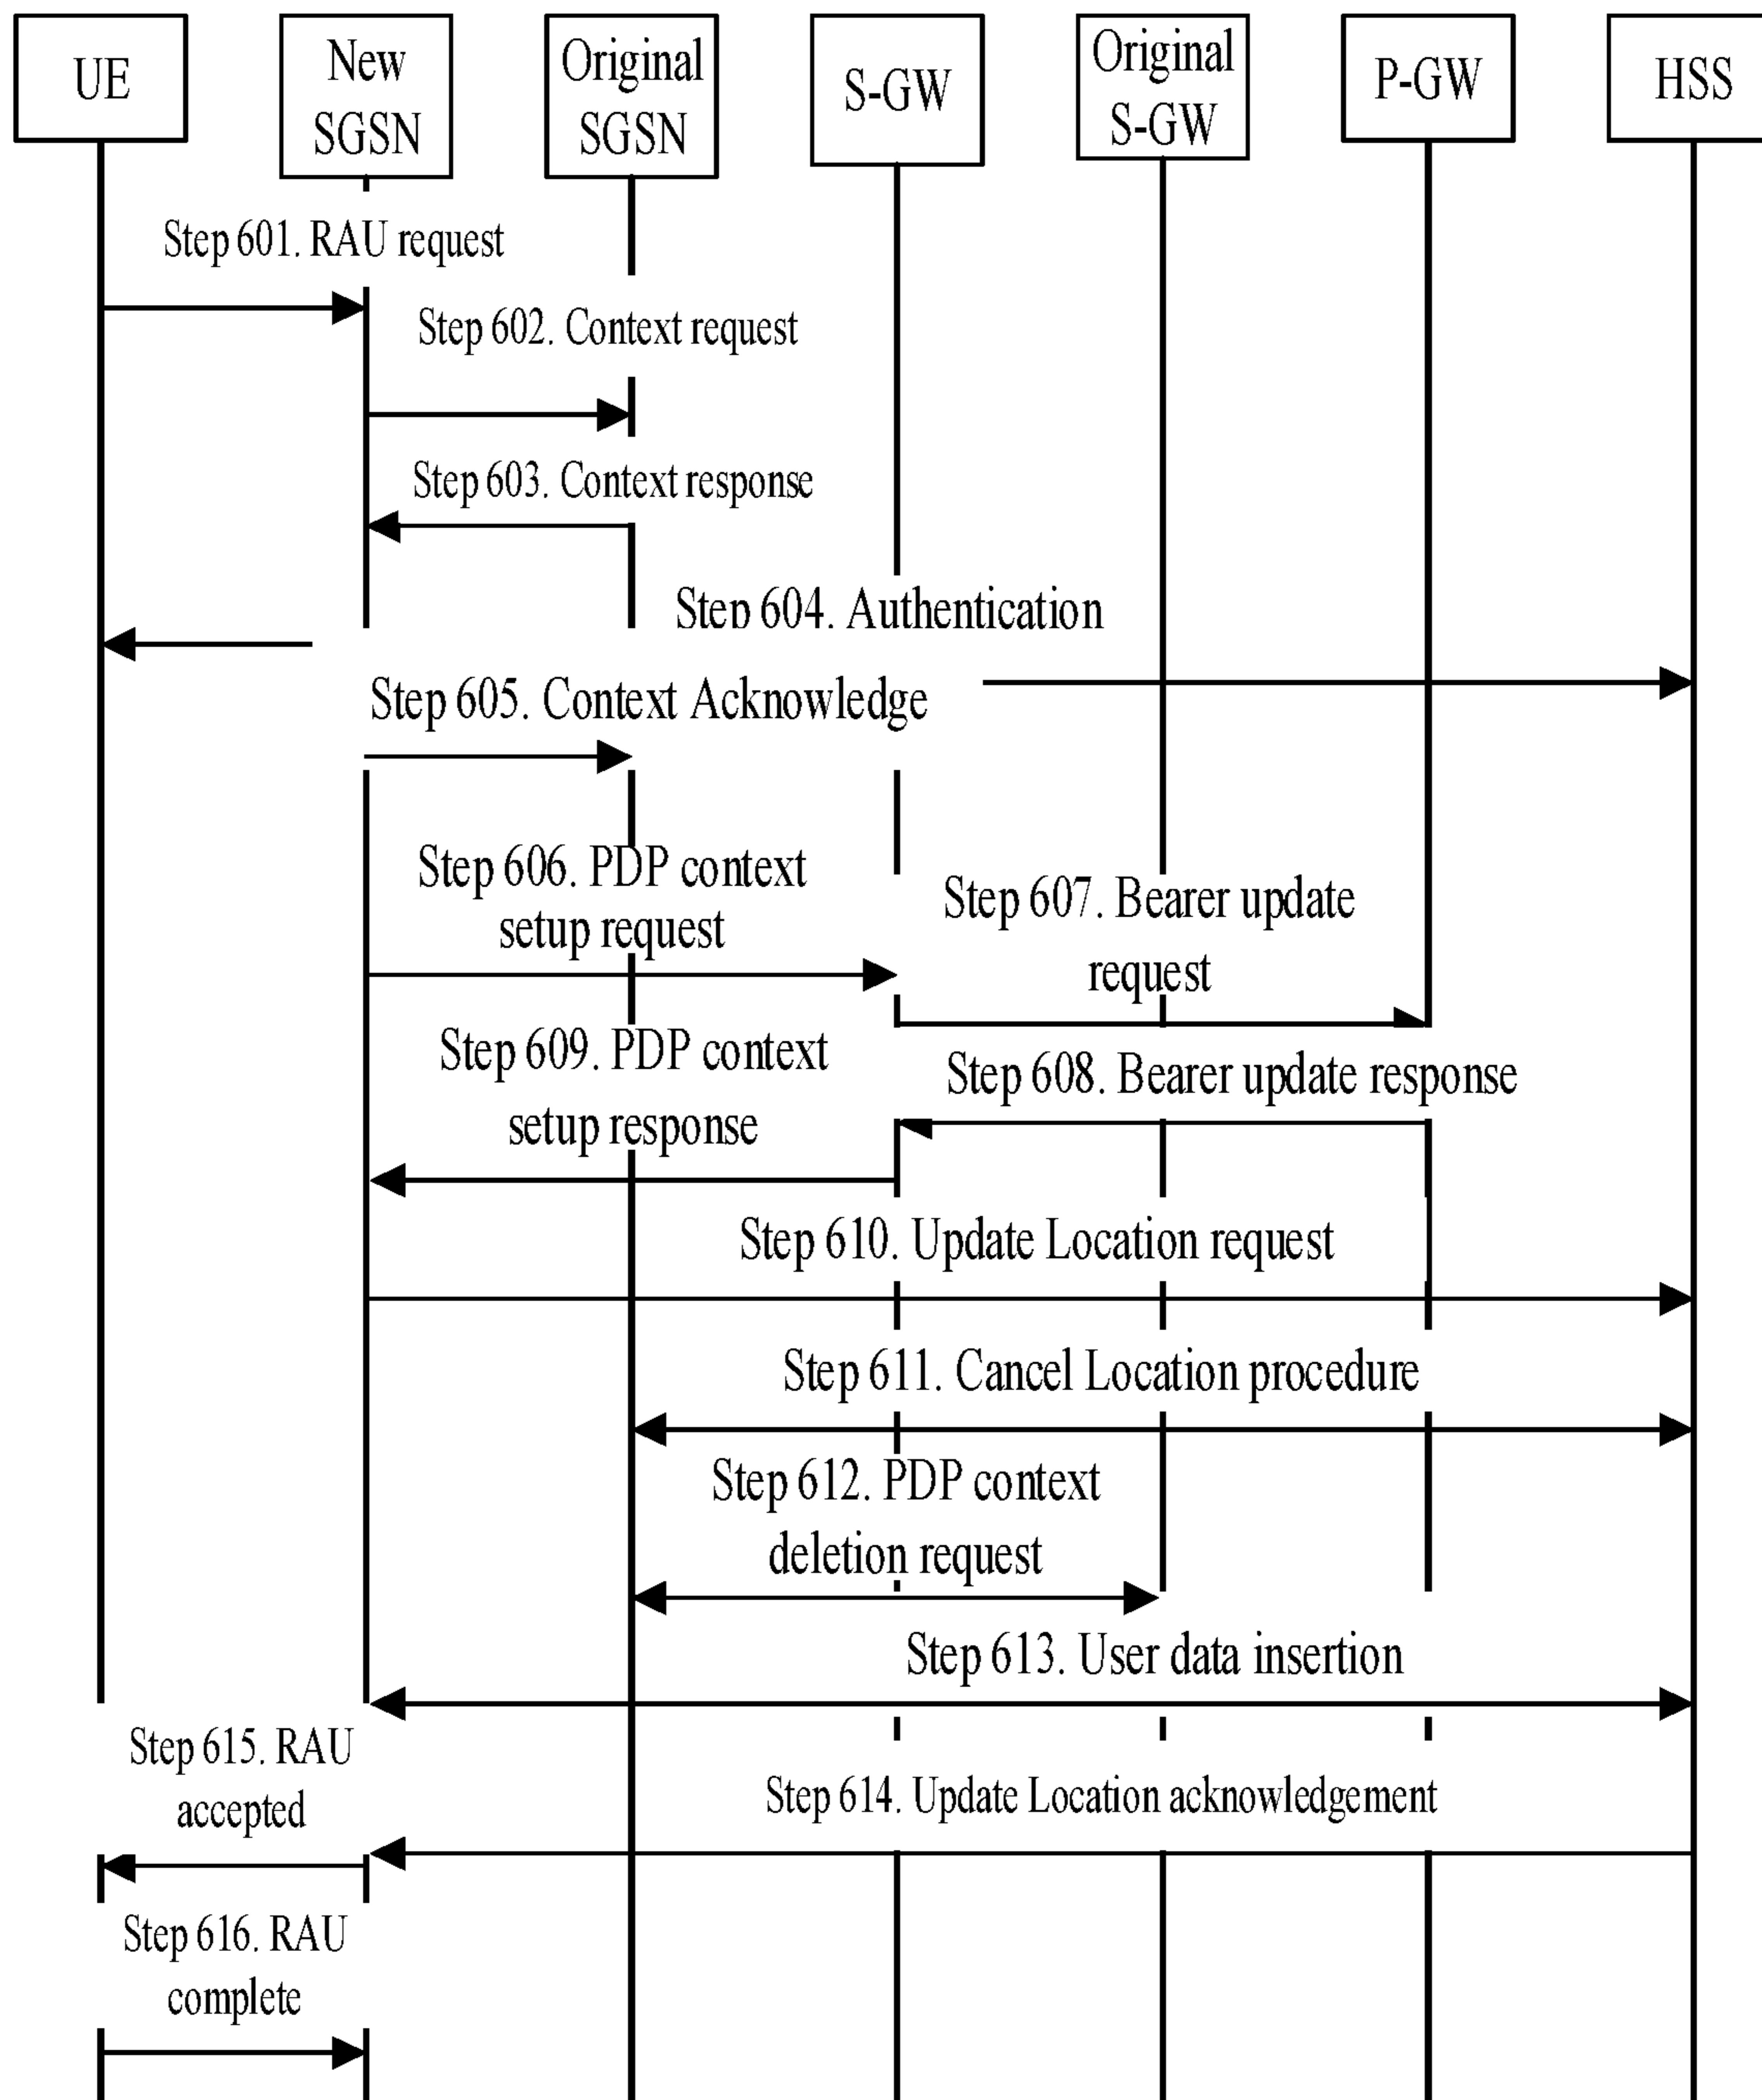 UE
New
SGSN
Original
SGSN
S-GW
Original
S-GW
P-GW
HSS
Step 601. RAU request
Step 602. Context request
Step 603. Context response
Step 604. Authentication
Step 605. Context Acknowledge
Step 606. PDP context
setup request
Step 607. Bearer update
request
Step 609. PDP context
setup response
Step 608. Bearer update response
Step 610. Update Location request
Step 611. Cancel Location procedure
Step 612. PDP context
deletion request
Step 613. User data insertion
Step 615. RAU
accepted
Step 614. Update Location acknowledgement
Step 616. RAU
complete